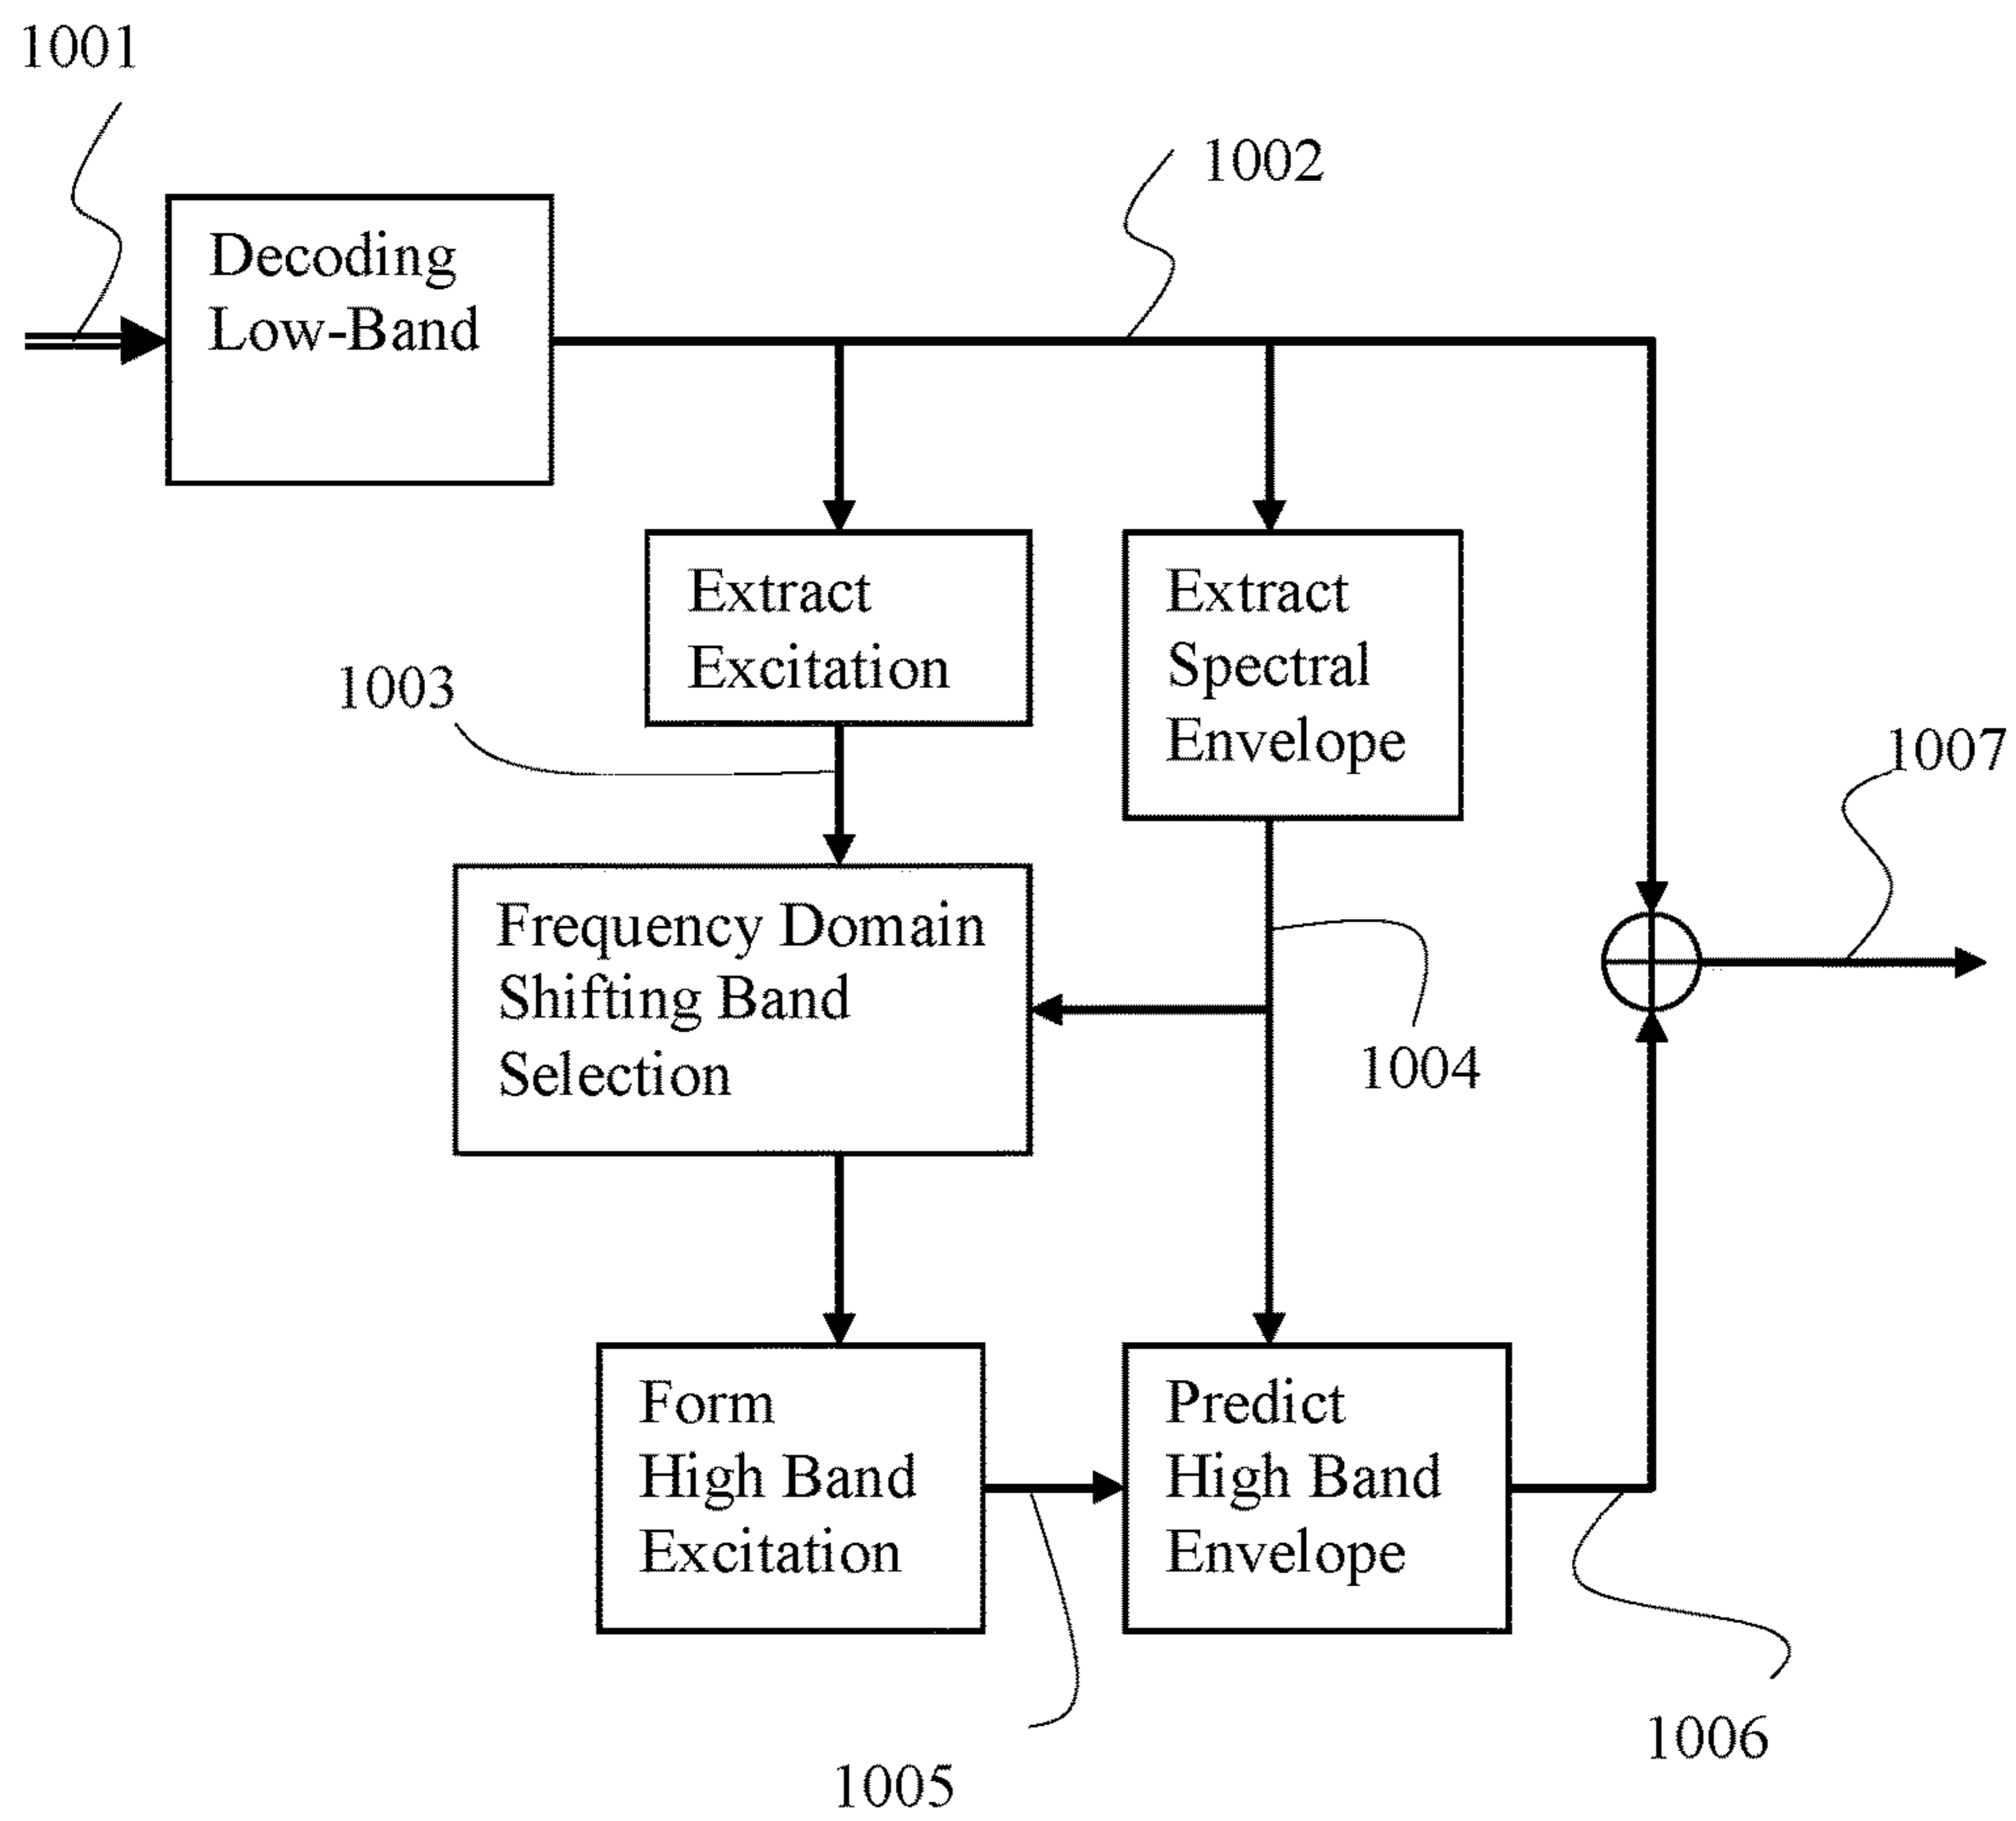 1001
1002
Decoding
Low-Band
Extract
Excitation
Extract
Spectral
Envelope
1003
1007
Frequency Domain
Shifting Band
Selection
1004
Form
High Band
Excitation
Predict
High Band
Envelope
1006
1005